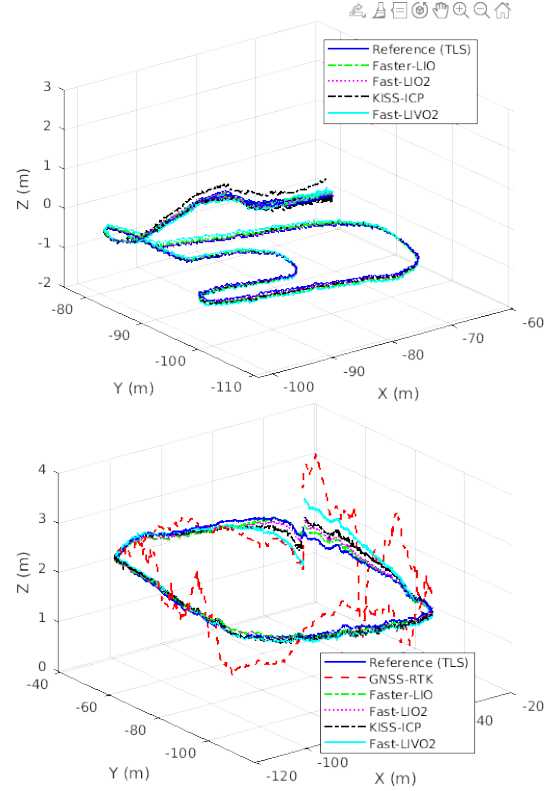 Reference (TLS)
Faster-LIO
Fast-LIO2
KISS-ICP
Fast-LIVO2
3
2
1
0
-1
-2
Z (m)
-80
-90
-100
-110
Y (m)
-100
-90
-80
-70
-60
X (m)
4
3
2
1
0
Z (m)
-40
-60
-80
-100
-120
Y (m)
-100
40
-20
X (m)
Reference (TLS)
GNSS-RTK
Faster-LIO
Fast-LIO2
KISS-ICP
Fast-LIVO2